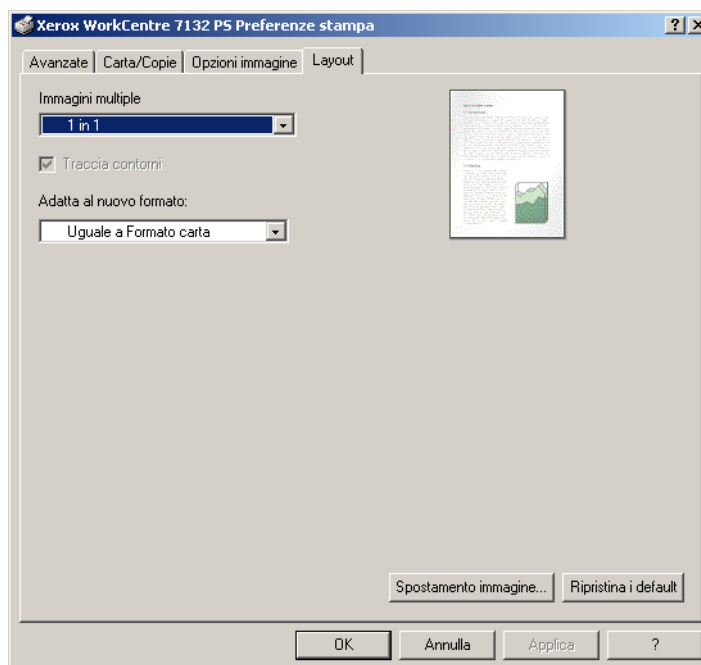 Xerox WorkCentre 7132 PS Preferenze stampa
Avanzate Carta/Copie Opzioni immagine Layout
Immagini multiple
1 in 1
Traccia contorni
Adatta al nuovo formato:
Uguale a Formato carta
Spostamento immagine... Ripristina i default
OK Annulla Applica ?